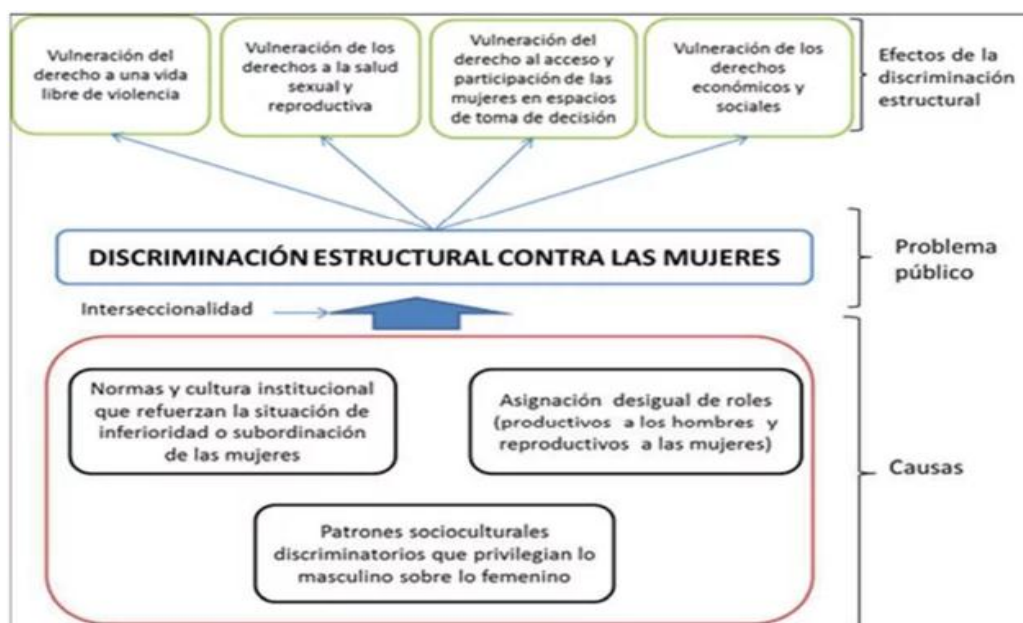 Vulneración del
derecho a una vida
libre de violencia
Vulneración de los
derechos a la salud
sexual y
reproductiva
Vulneración del
derecho al acceso y
participación de las
mujeres en espacios
de toma de decisión
Vulneración de los
derechos
económicos y
sociales
Efectos de la
discriminación
estructural
DISCRIMINACIÓN ESTRUCTURAL CONTRA LAS MUJERES
Problema
público
Interseccionalidad
Normas y cultura institucional
que refuerzan la situación de
inferioridad o subordinación
de las mujeres
Asignación desigual de roles
(productivos a los hombres y
reproductivos a las mujeres)
Causas
Patrones socioculturales
discriminatorios que privilegian lo
masculino sobre lo femenino